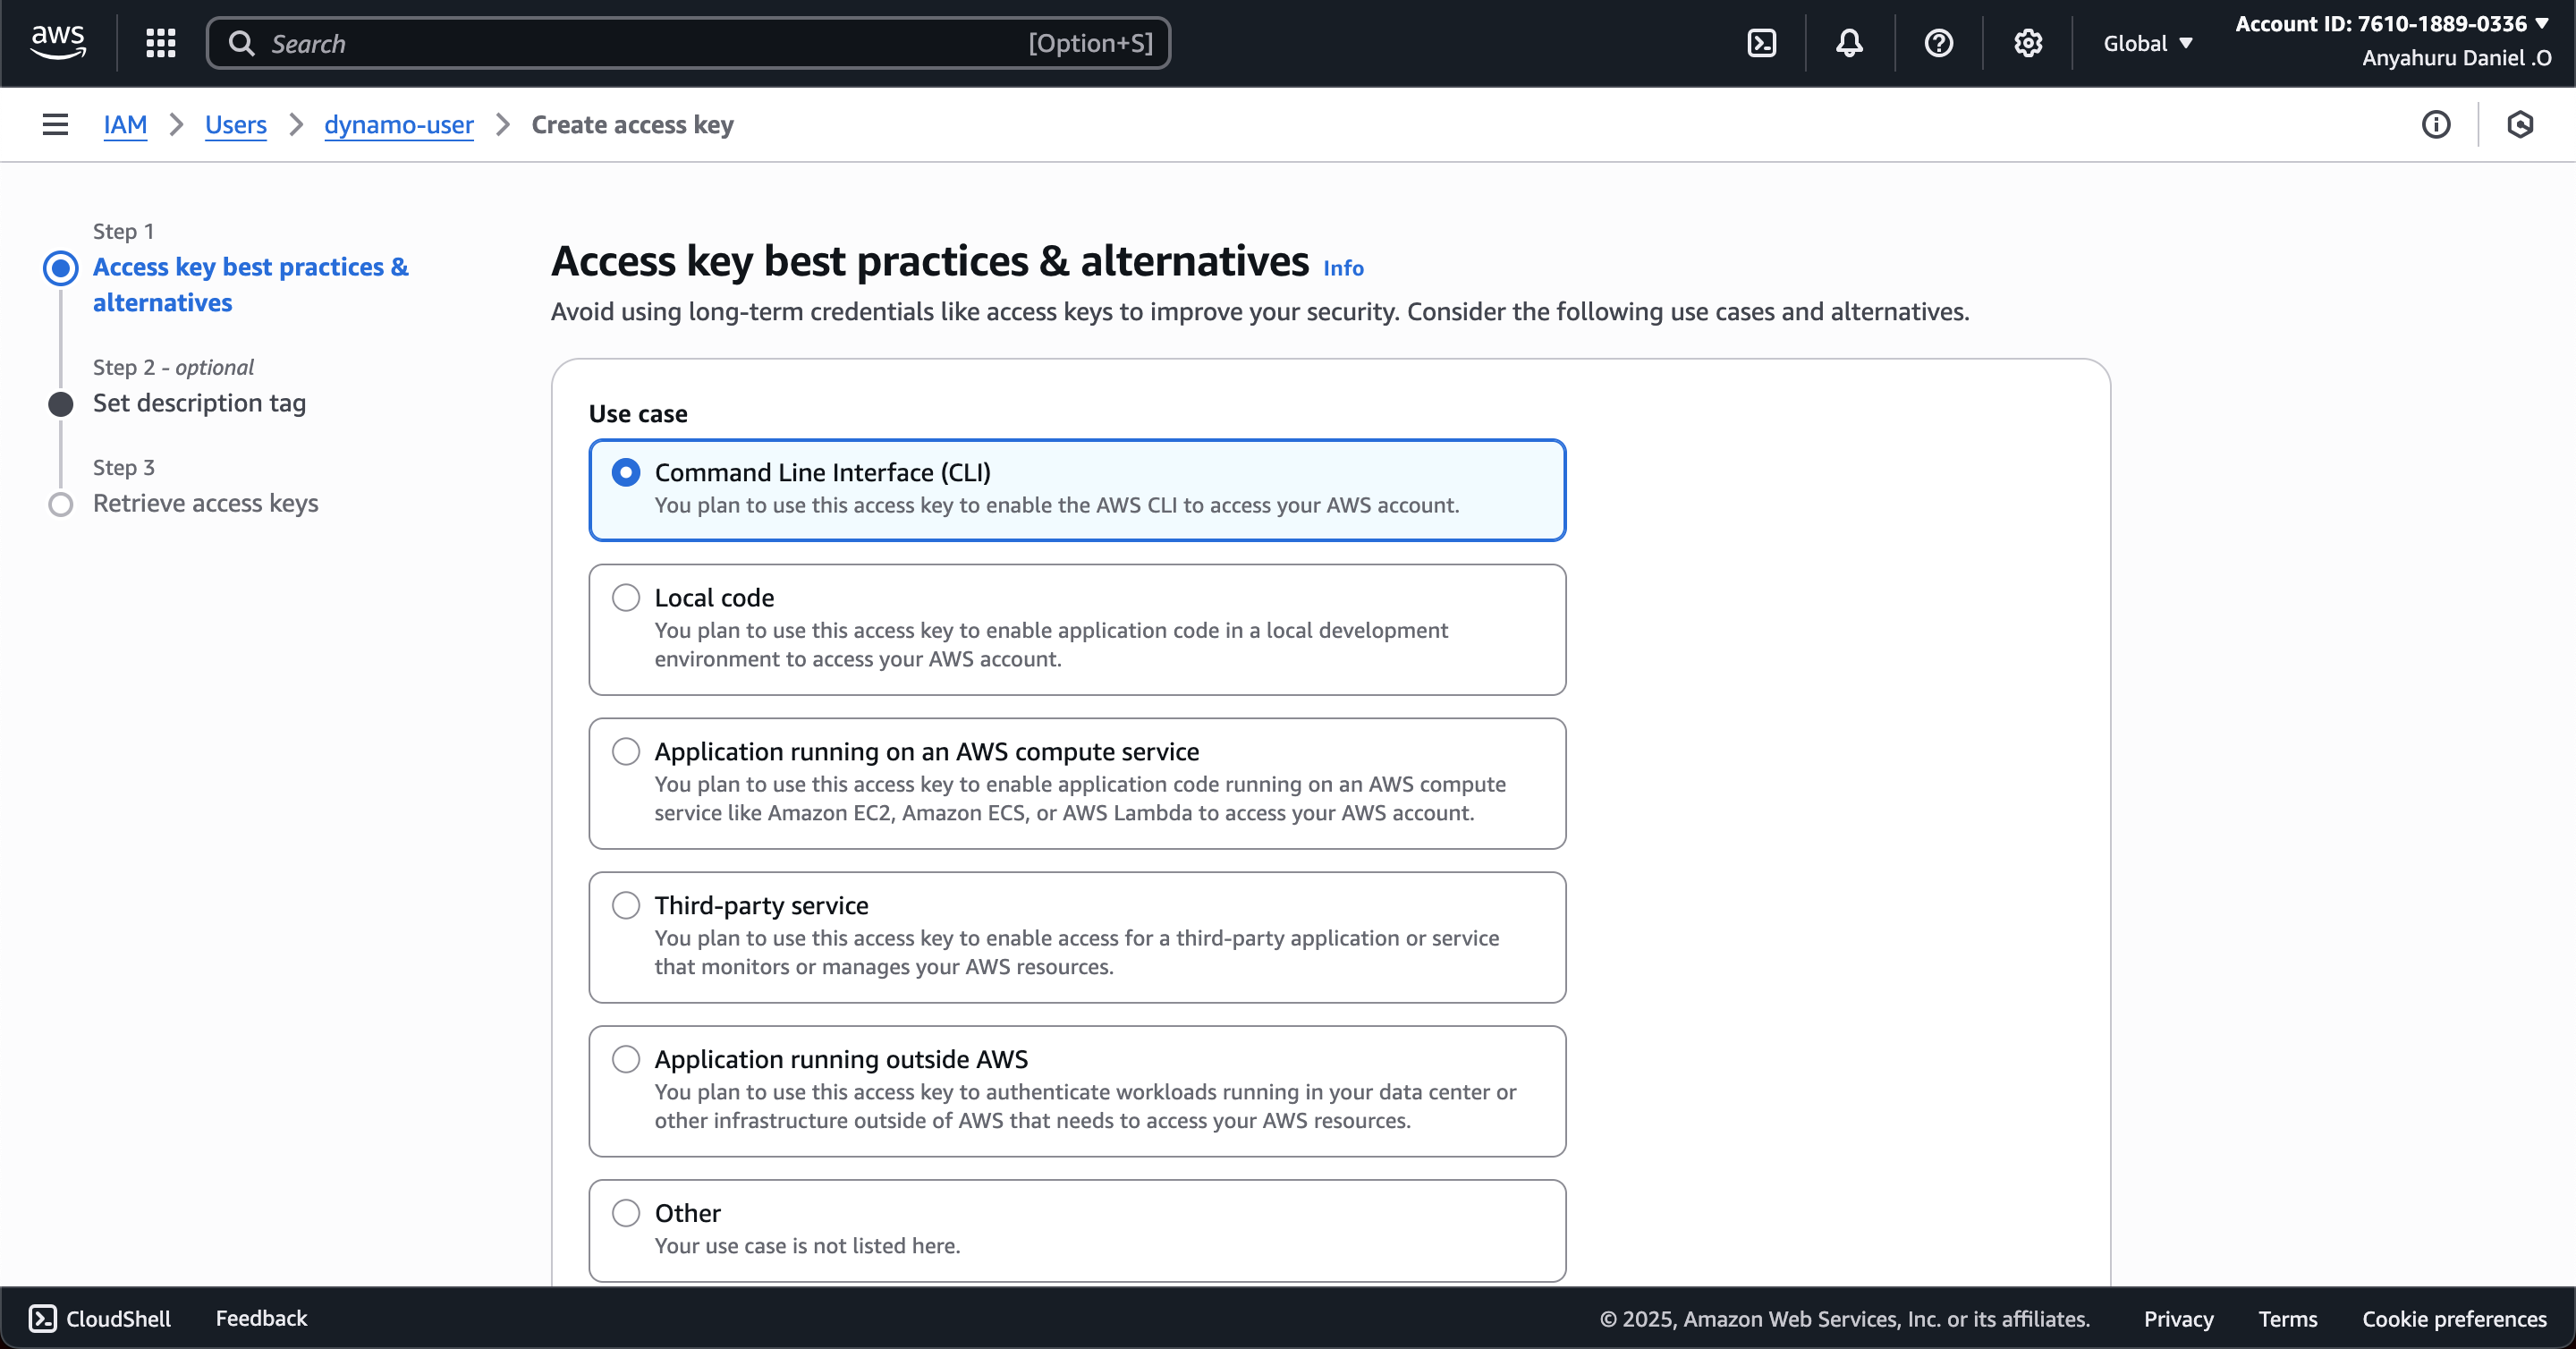 aws
Search
[Option+S]
Global
Account ID: 7610-1889-0336
Anyahuru Daniel .O
IAM
Users
dynamo-user
Create access key
Step 1
Access key best practices &
alternatives
Step 2 - optional
Set description tag
Step 3
Retrieve access keys
Access key best practices & alternatives Info
Avoid using long-term credentials like access keys to improve your security. Consider the following use cases and alternatives.
Use case
Command Line Interface (CLI)
You plan to use this access key to enable the AWS CLI to access your AWS account.
Local code
You plan to use this access key to enable application code in a local development
environment to access your AWS account.
Application running on an AWS compute service
You plan to use this access key to enable application code running on an AWS compute
service like Amazon EC2, Amazon ECS, or AWS Lambda to access your AWS account.
Third-party service
You plan to use this access key to enable access for a third-party application or service
that monitors or manages your AWS resources.
Application running outside AWS
You plan to use this access key to authenticate workloads running in your data center or
other infrastructure outside of AWS that needs to access your AWS resources.
Other
Your use case is not listed here.
CloudShell
Feedback
© 2025, Amazon Web Services, Inc. or its affiliates.
Privacy
Terms
Cookie preferences